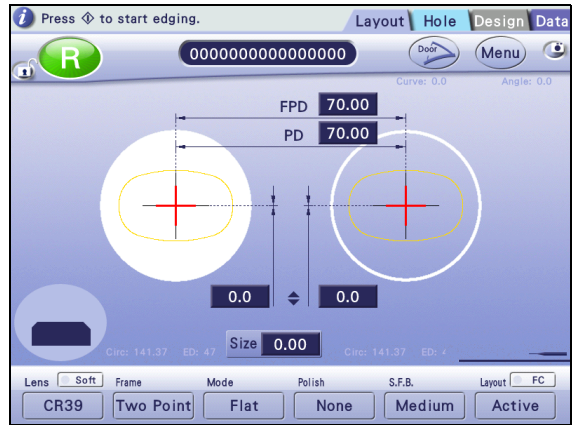 i Press to start edging.
Layout Hole Design Data
R 0000000000000000 Door Menu
Curve: 0.0 Angle: 0.0
FPD 70.00
PD 70.00
0.0 0.0
Size 0.00
Circ: 141.37 ED: 47 Circ: 141.37 ED: 4
Lens Soft Frame Mode Polish S.F.B. Layout FC
CR39 Two Point Flat None Medium Active